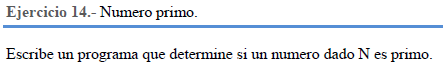 Ejercicio 14.- Numero primo.
Escribe un programa que determine si un numero dado N es primo.